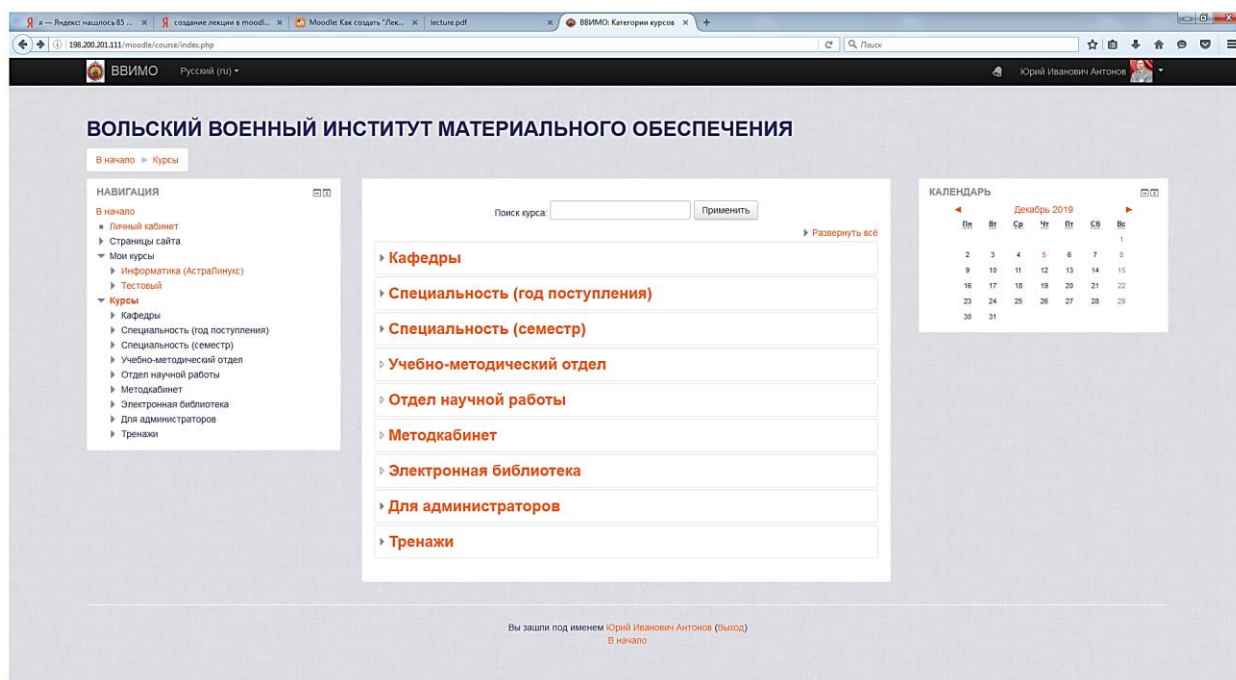 я — Яндекс: нашлось 85 ...
создание лекции в moodl...
Moodle: Как создать "Лек...
lecture.pdf
ВВИМО: Категории курсов
198.200.201.111/moodle/course/index.php
Поиск
ВВИМО
Русский (ru)
Юрий Иванович Антонов
ВОЛЬСКИЙ ВОЕННЫЙ ИНСТИТУТ МАТЕРИАЛЬНОГО ОБЕСПЕЧЕНИЯ
В начало ► Курсы
НАВИГАЦИЯ
В начало
Личный кабинет
Страницы сайта
Мои курсы
Информатика (АстраЛинукс)
Тестовый
Курсы
Кафедры
Специальность (год поступления)
Специальность (семестр)
Учебно-методический отдел
Отдел научной работы
Методкабинет
Электронная библиотека
Для администраторов
Тренажи
Поиск курса:
Применить
Развернуть всё
Кафедры
Специальность (год поступления)
Специальность (семестр)
Учебно-методический отдел
Отдел научной работы
Методкабинет
Электронная библиотека
Для администраторов
Тренажи
КАЛЕНДАРЬ
Декабрь 2019
Пн Вт Ср Чт Пт Сб Вс
1
2 3 4 5 6 7 8
9 10 11 12 13 14 15
16 17 18 19 20 21 22
23 24 25 26 27 28 29
30 31
Вы зашли под именем Юрий Иванович Антонов (Выход)
В начало